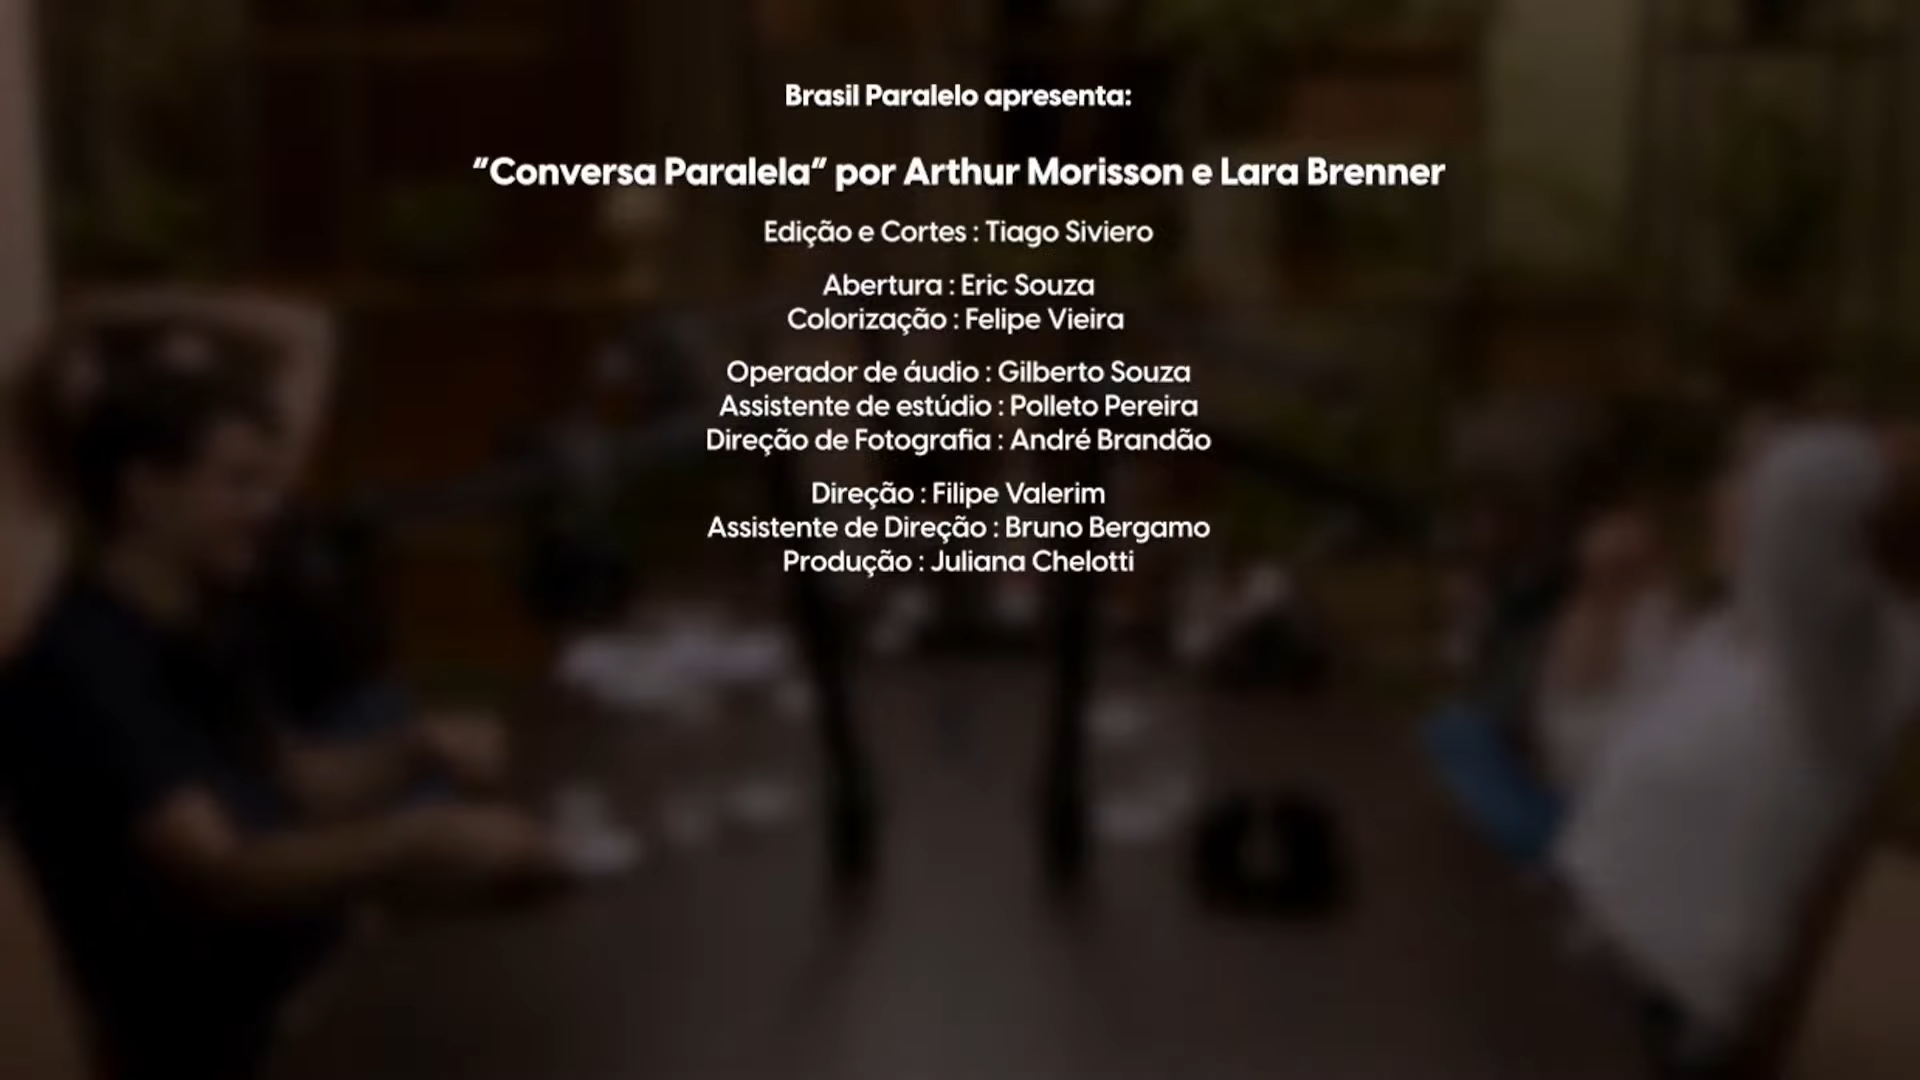 Brasil Paralelo apresenta:
“Conversa Paralela” por Arthur Morisson e Lara Brenner
Edição e Cortes : Tiago Siviero
Abertura : Eric Souza
Colorização : Felipe Vieira
Operador de áudio : Gilberto Souza
Assistente de estúdio : Polleto Pereira
Direção de Fotografia : André Brandão
Direção : Filipe Valerim
Assistente de Direção : Bruno Bergamo
Produção : Juliana Chelotti